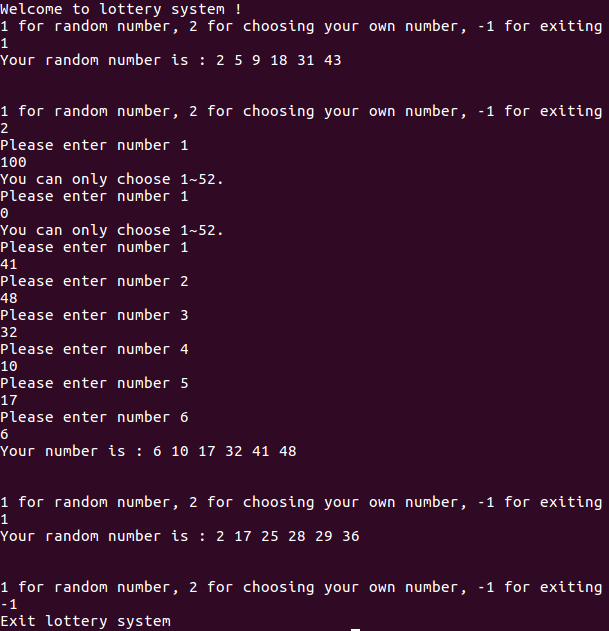 Welcome to lottery system !
1 for random number, 2 for choosing your own number, -1 for exiting
1
Your random number is : 2 5 9 18 31 43
1 for random number, 2 for choosing your own number, -1 for exiting
2
Please enter number 1
100
You can only choose 1~52.
Please enter number 1
0
You can only choose 1~52.
Please enter number 1
41
Please enter number 2
48
Please enter number 3
32
Please enter number 4
10
Please enter number 5
17
Please enter number 6
6
Your number is : 6 10 17 32 41 48
1 for random number, 2 for choosing your own number, -1 for exiting
1
Your random number is : 2 17 25 28 29 36
1 for random number, 2 for choosing your own number, -1 for exiting
-1
Exit lottery system